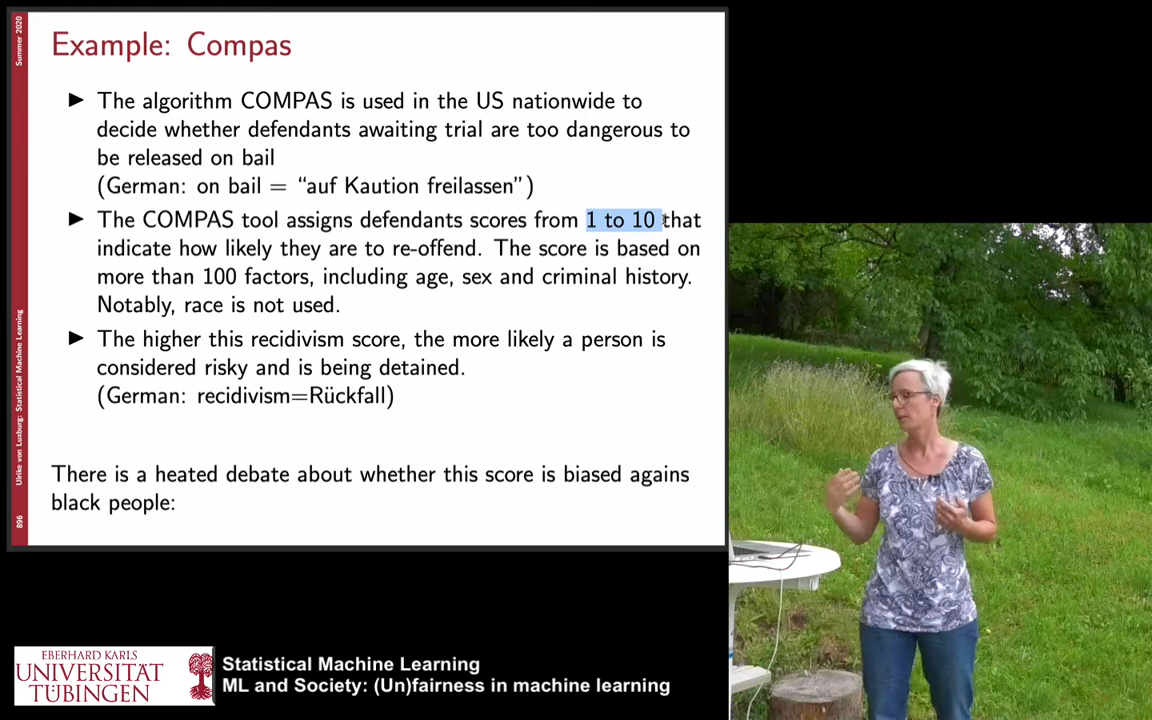 Summer 2020
Example: Compas
► The algorithm COMPAS is used in the US nationwide to
decide whether defendants awaiting trial are too dangerous to
be released on bail
(German: on bail = “auf Kaution freilassen”)
► The COMPAS tool assigns defendants scores from 1 to 10 that
indicate how likely they are to re-offend. The score is based on
more than 100 factors, including age, sex and criminal history.
Notably, race is not used.
► The higher this recidivism score, the more likely a person is
considered risky and is being detained.
(German: recidivism=Rückfall)
There is a heated debate about whether this score is biased agains
black people:
Ulrike von Luxburg: Statistical Machine Learning
896
EBERHARD KARLS
UNIVERSITÄT
TÜBINGEN
Statistical Machine Learning
ML and Society: (Un)fairness in machine learning